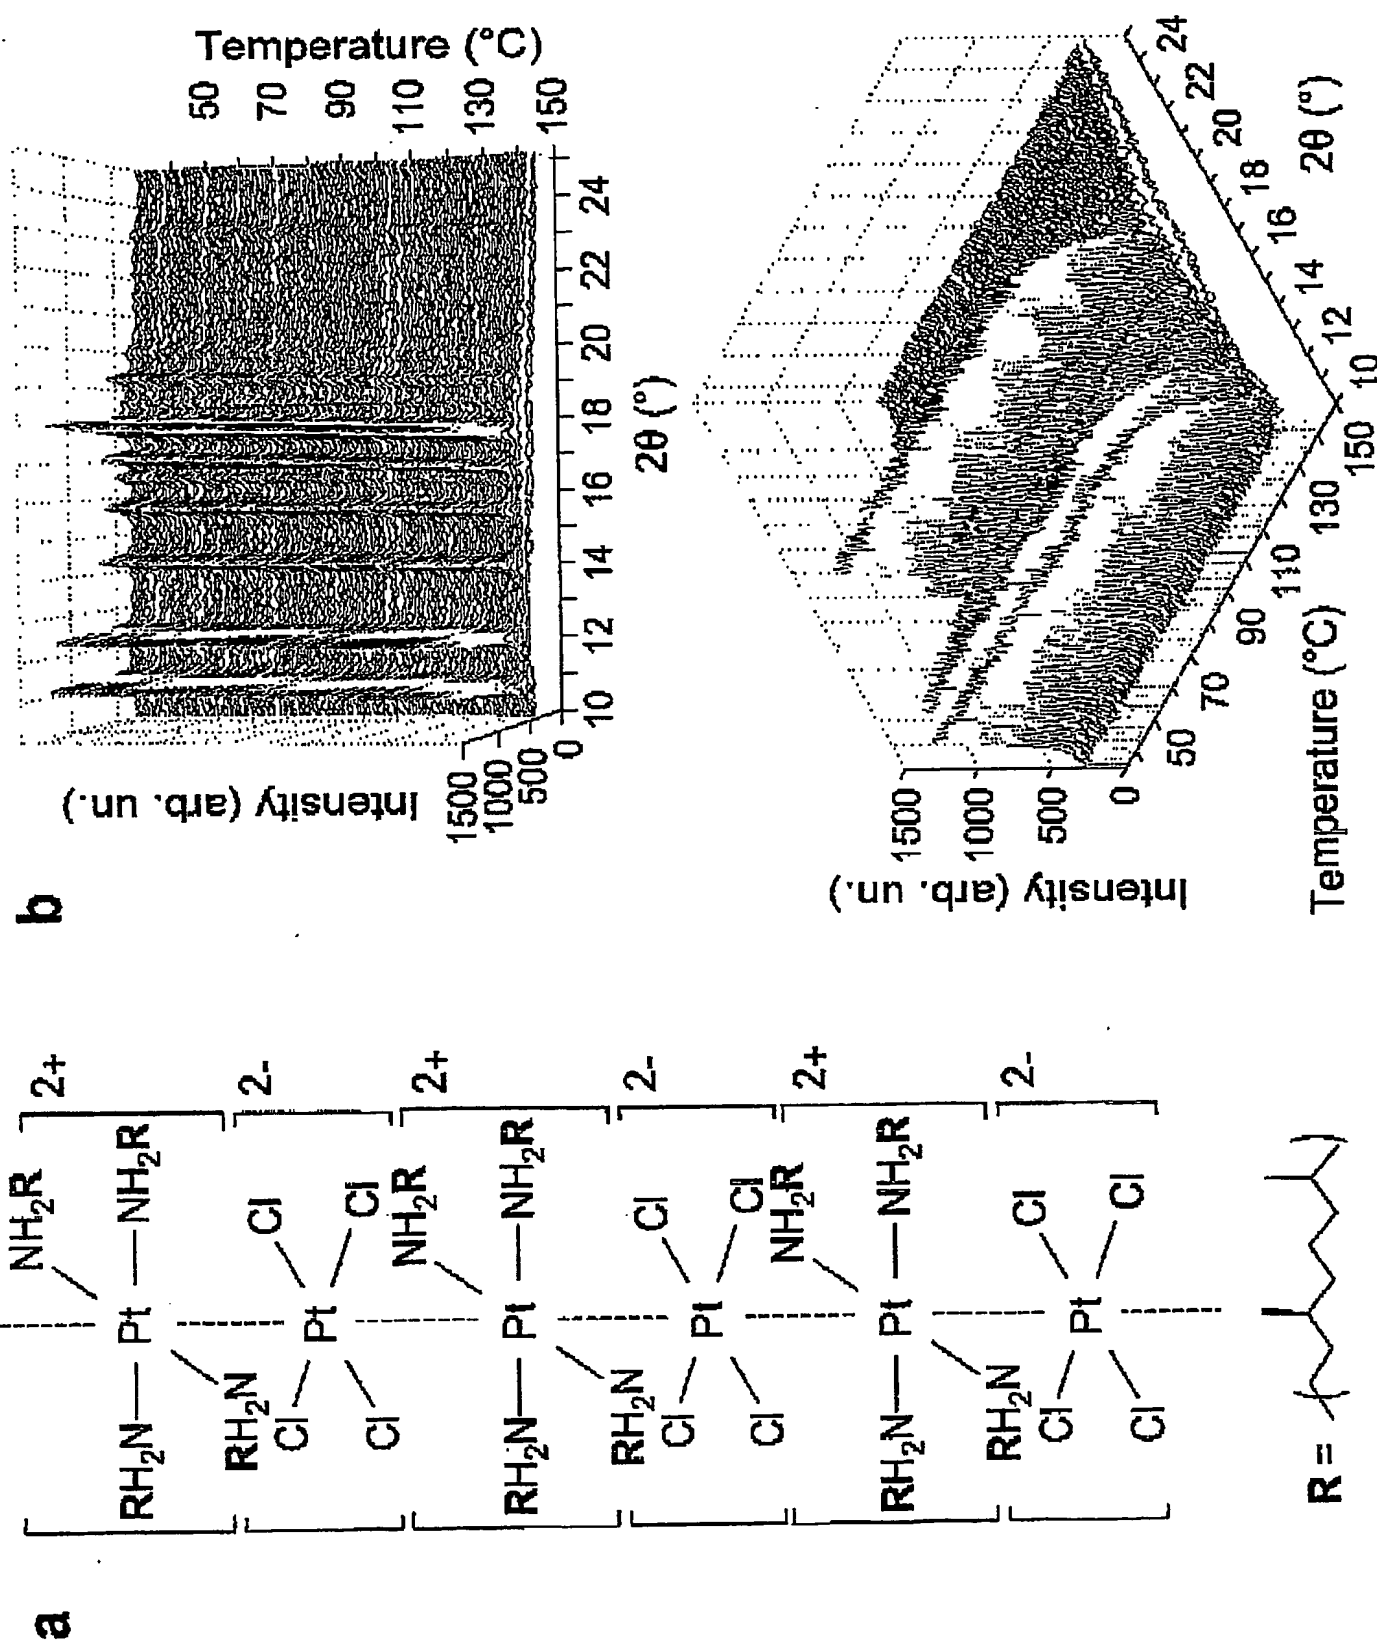 a
NH2R
RH2N Pt NH2R
RH2N
2+
Cl Cl
Pt
Cl Cl
2-
NH2R
RH2N Pt NH2R
RH2N
2+
Cl Cl
Pt
Cl Cl
2-
NH2R
RH2N Pt NH2R
RH2N
2+
Cl Cl
Pt
Cl Cl
2-
R =
b
Intensity (arb. un.)
1500
1000
500
0
10 12 14 16 18 20 22 24
2θ (°)
Temperature (°C)
50
70
90
110
130
150
Intensity (arb. un.)
1500
1000
500
0
50 70 90 110 130 150
Temperature (°C)
10 12 14 16 18 20 22 24
2θ (°)